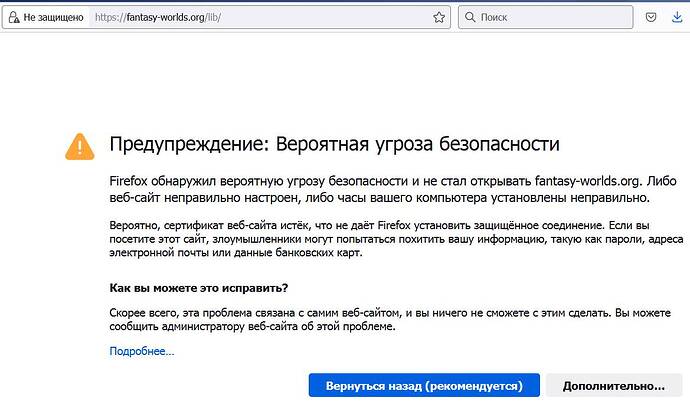 Не защищено https://fantasy-worlds.org/lib/ Поиск
Предупреждение: Вероятная угроза безопасности
Firefox обнаружил вероятную угрозу безопасности и не стал открывать fantasy-worlds.org. Либо
веб-сайт неправильно настроен, либо часы вашего компьютера установлены неправильно.
Вероятно, сертификат веб-сайта истёк, что не даёт Firefox установить защищённое соединение. Если вы
посетите этот сайт, злоумышленники могут попытаться похитить вашу информацию, такую как пароли, адреса
электронной почты или данные банковских карт.
Как вы можете это исправить?
Скорее всего, эта проблема связана с самим веб-сайтом, и вы ничего не сможете с этим сделать. Вы можете
сообщить администратору веб-сайта об этой проблеме.
Подробнее...
Вернуться назад (рекомендуется) Дополнительно...